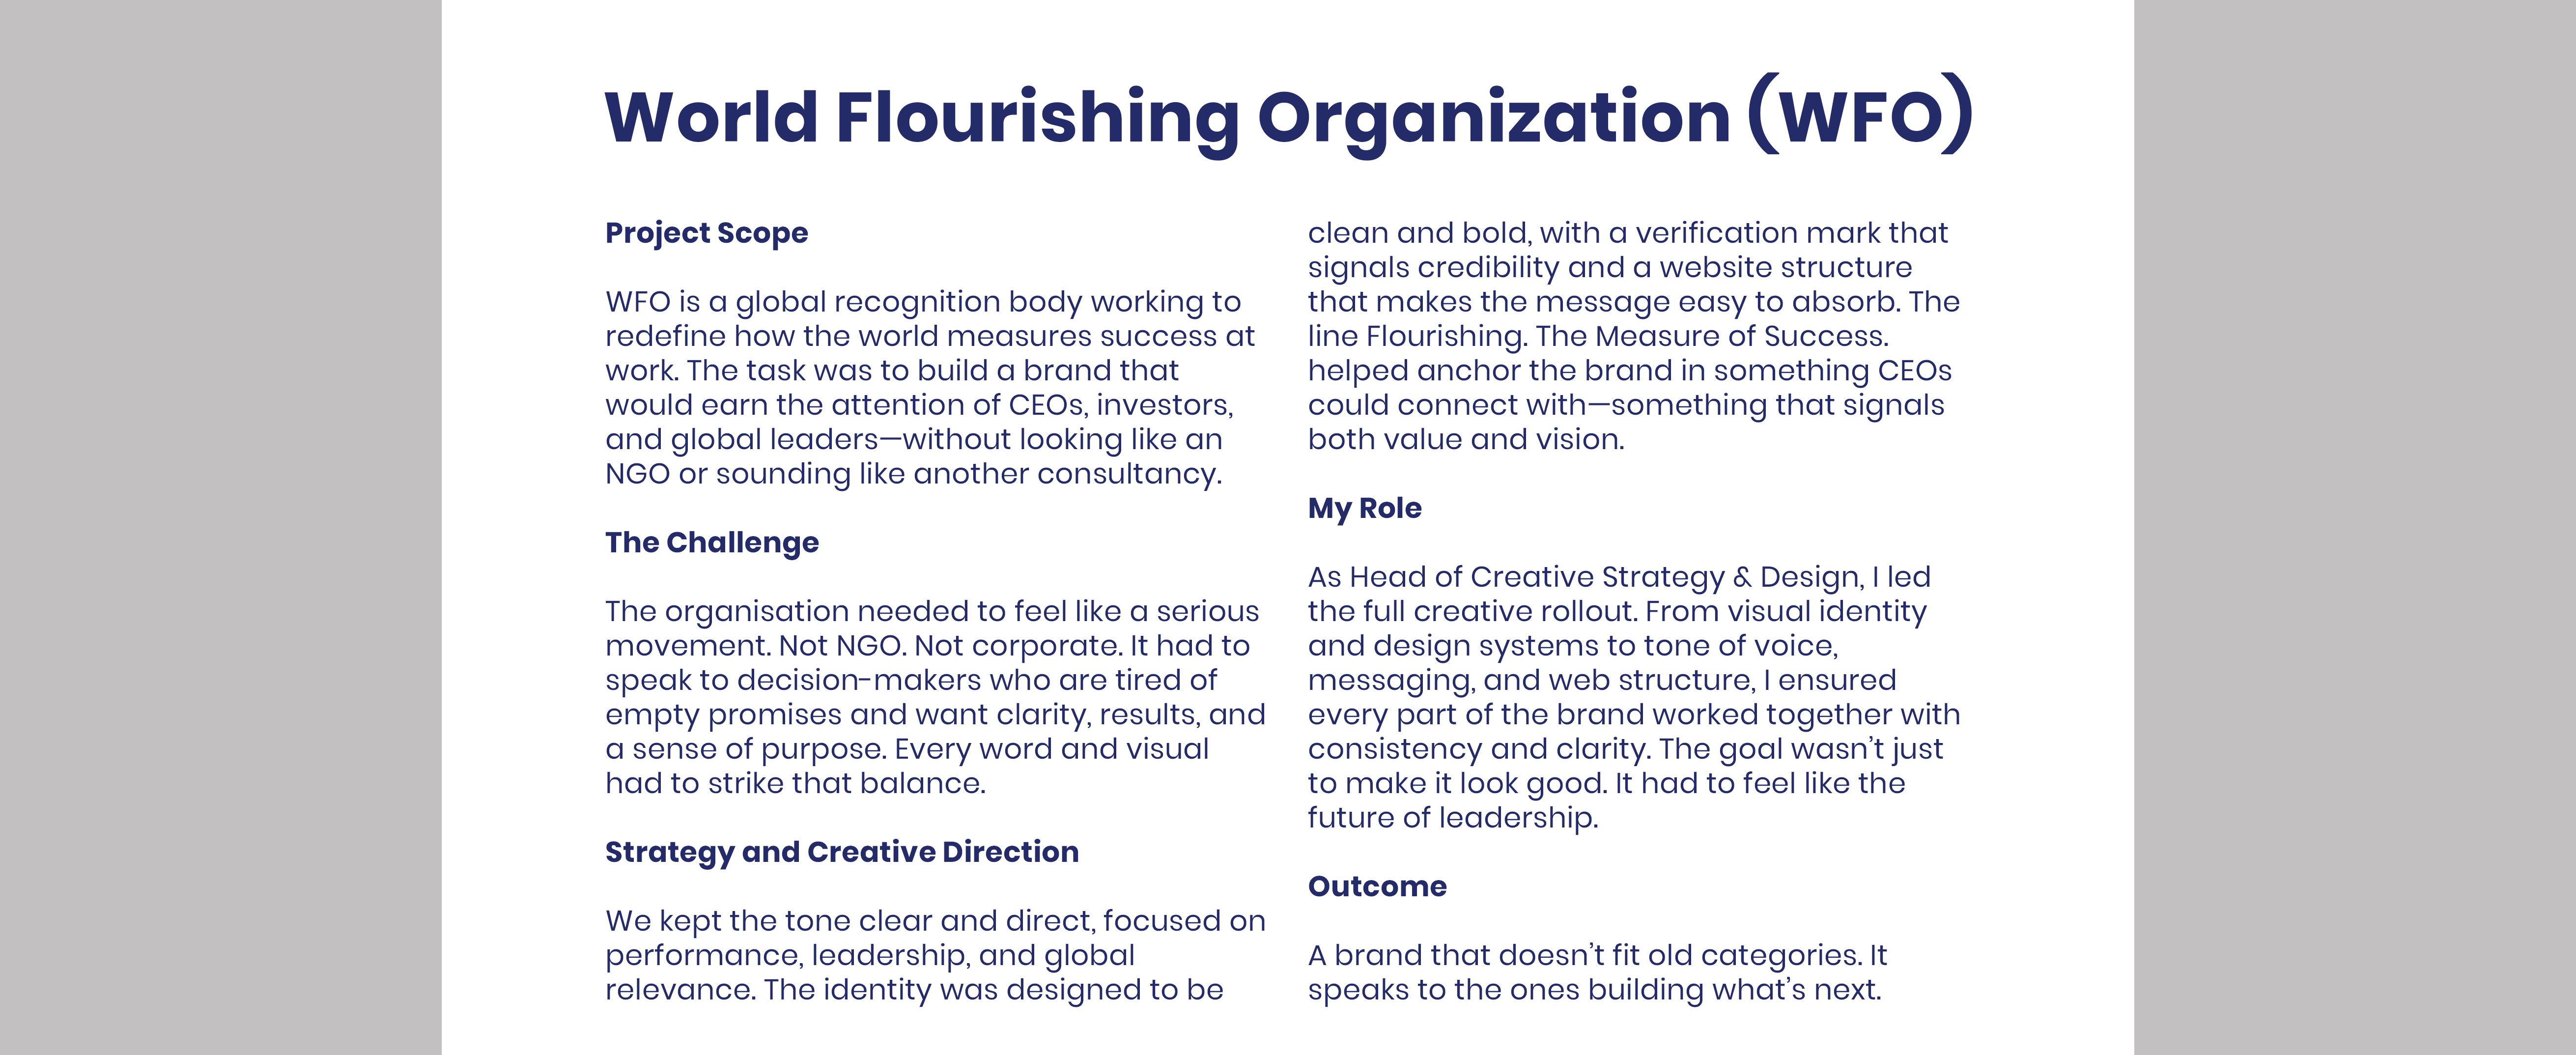 World Flourishing Organization (WFO)
Project Scope
WFO is a global recognition body working to
redefine how the world measures success at
work. The task was to build a brand that
would earn the attention of CEOs, investors,
and global leaders—without looking like an
NGO or sounding like another consultancy.
The Challenge
The organisation needed to feel like a serious
movement. Not NGO. Not corporate. It had to
speak to decision-makers who are tired of
empty promises and want clarity, results, and
a sense of purpose. Every word and visual
had to strike that balance.
Strategy and Creative Direction
We kept the tone clear and direct, focused on
performance, leadership, and global
relevance. The identity was designed to be
clean and bold, with a verification mark that
signals credibility and a website structure
that makes the message easy to absorb. The
line Flourishing. The Measure of Success.
helped anchor the brand in something CEOs
could connect with—something that signals
both value and vision.
My Role
As Head of Creative Strategy & Design, I led
the full creative rollout. From visual identity
and design systems to tone of voice,
messaging, and web structure, I ensured
every part of the brand worked together with
consistency and clarity. The goal wasn’t just
to make it look good. It had to feel like the
future of leadership.
Outcome
A brand that doesn’t fit old categories. It
speaks to the ones building what’s next.